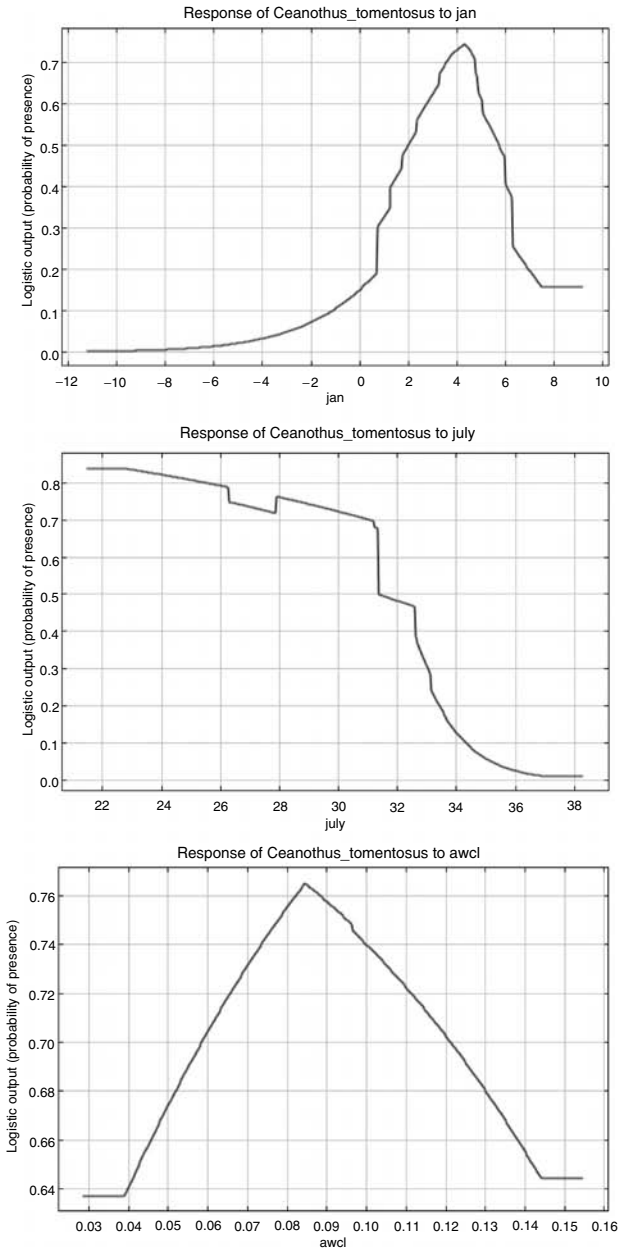 Response of Ceanothus_tomentosus to jan
Logistic output (probability of presence)
0.7
0.6
0.5
0.4
0.3
0.2
0.1
0.0
−12 −10 −8 −6 −4 −2 0 2 4 6 8 10
jan
Response of Ceanothus_tomentosus to july
Logistic output (probability of presence)
0.8
0.7
0.6
0.5
0.4
0.3
0.2
0.1
0.0
22 24 26 28 30 32 34 36 38
july
Response of Ceanothus_tomentosus to awcl
Logistic output (probability of presence)
0.76
0.74
0.72
0.70
0.68
0.66
0.64
0.03 0.04 0.05 0.06 0.07 0.08 0.09 0.10 0.11 0.12 0.13 0.14 0.15 0.16
awcl